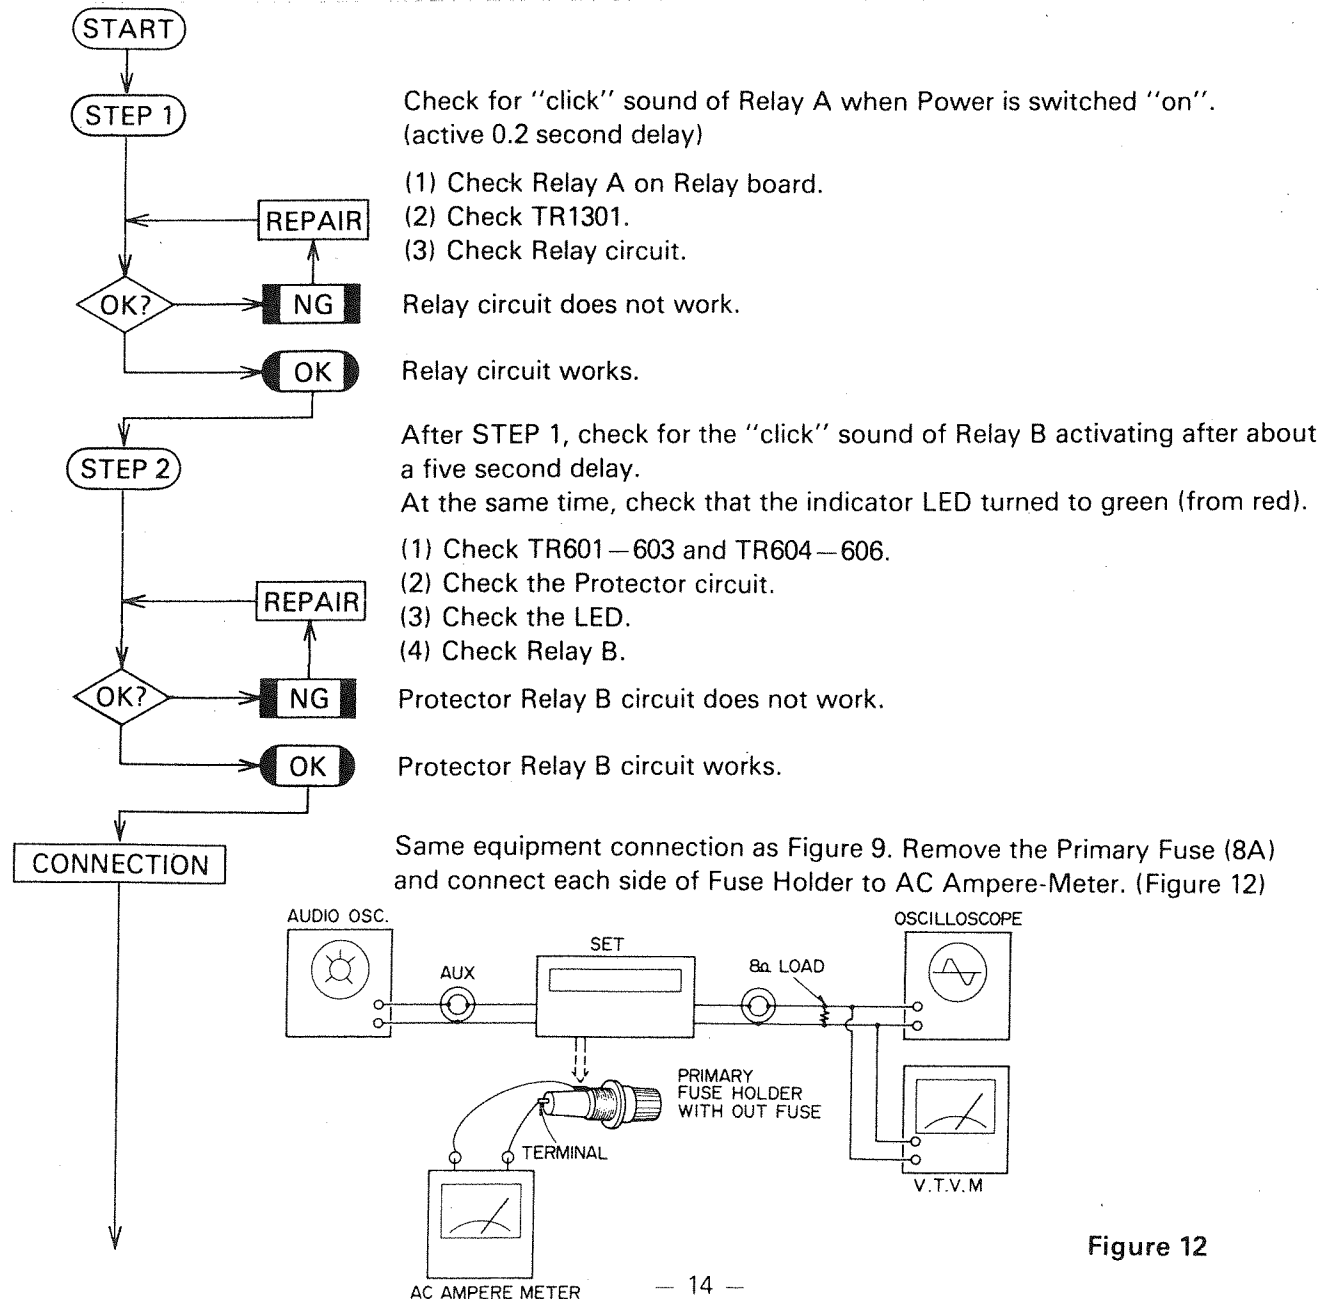 START
STEP 1
Check for "click" sound of Relay A when Power is switched "on".
(active 0.2 second delay)
(1) Check Relay A on Relay board.
REPAIR
(2) Check TR1301.
(3) Check Relay circuit.
OK?
NG
Relay circuit does not work.
OK
Relay circuit works.
STEP 2
After STEP 1, check for the "click" sound of Relay B activating after about
a five second delay.
At the same time, check that the indicator LED turned to green (from red).
(1) Check TR601—603 and TR604—606.
(2) Check the Protector circuit.
REPAIR
(3) Check the LED.
(4) Check Relay B.
OK?
NG
Protector Relay B circuit does not work.
OK
Protector Relay B circuit works.
CONNECTION
Same equipment connection as Figure 9. Remove the Primary Fuse (8A)
and connect each side of Fuse Holder to AC Ampere-Meter. (Figure 12)
AUDIO OSC.
AUX
SET
8Ω LOAD
OSCILLOSCOPE
PRIMARY
FUSE HOLDER
WITH OUT FUSE
TERMINAL
V.T.V.M
AC AMPERE METER
Figure 12
— 14 —